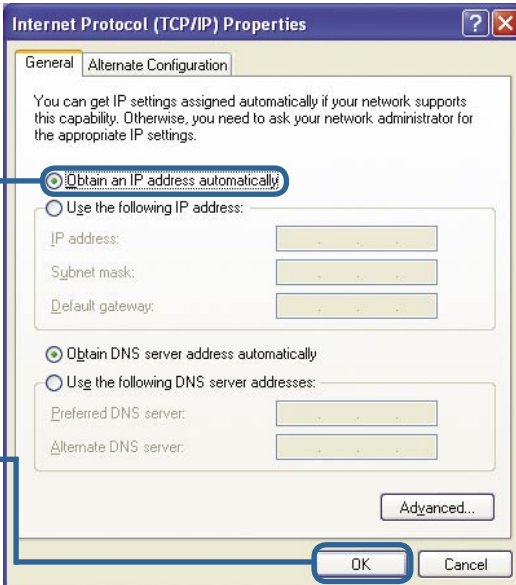 Internet Protocol (TCP/IP) Properties
General
Alternate Configuration
You can get IP settings assigned automatically if your network supports
this capability. Otherwise, you need to ask your network administrator for
the appropriate IP settings.
Obtain an IP address automatically
Use the following IP address:
IP address:
Subnet mask:
Default gateway:
Obtain DNS server address automatically
Use the following DNS server addresses:
Preferred DNS server:
Alternate DNS server:
Advanced...
OK
Cancel